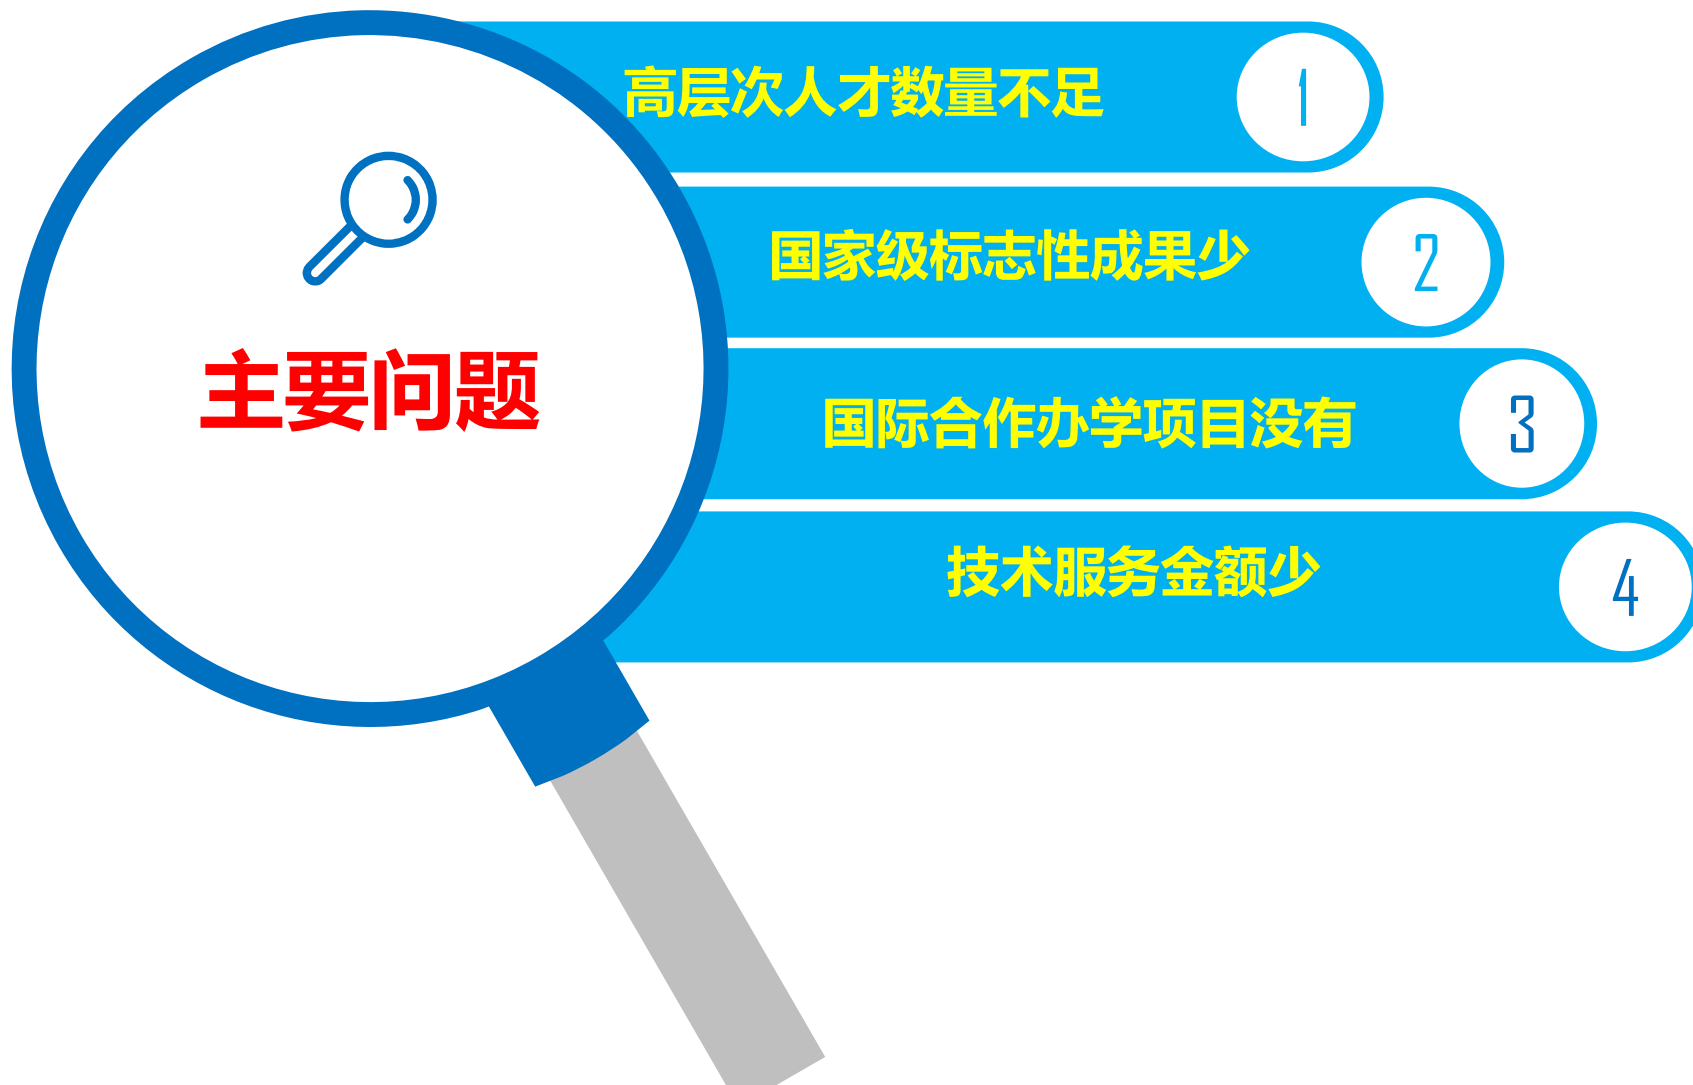 主要问题
高层次人才数量不足 1
国家级标志性成果少 2
国际合作办学项目没有 3
技术服务金额少 4